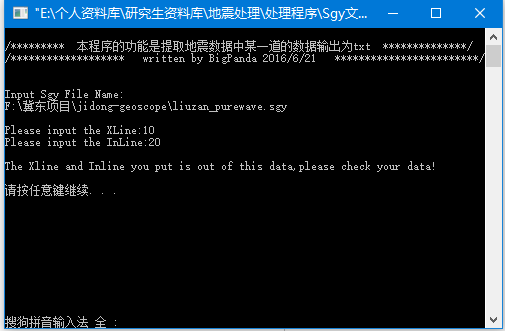 "E:\个人资料库\研究生资料库\地震处理\处理程序\Sgy文...
/********* 本程序的功能是提取地震数据中某一道的数据输出为txt **************/
/******************* written by BigPanda 2016/6/21 ************************/
Input Sgy File Name:
F:\冀东项目\jidong-geoscope\liuzan_purewave.sgy
Please input the XLine:10
Please input the InLine:20
The Xline and Inline you put is out of this data,please check your data!
请按任意键继续. . .
搜狗拼音输入法 全 :